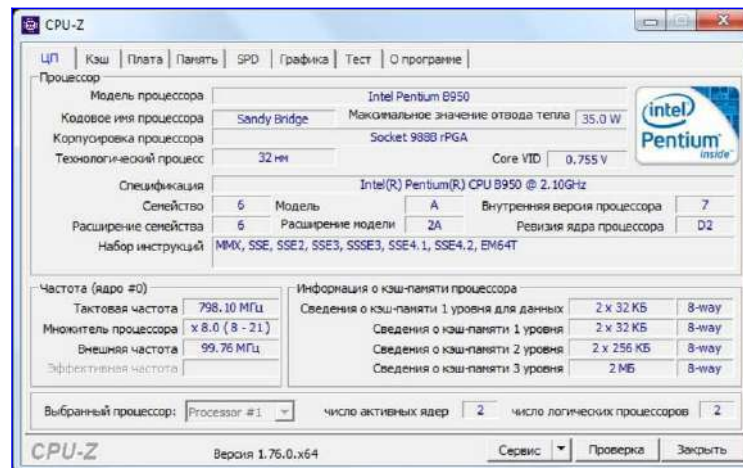 CPU-Z
ЦП Кэш Плата Память SPD Графика Тест О программе
Процессор
Модель процессора Intel Pentium B950
Кодовое имя процессора Sandy Bridge Максимальное значение отвода тепла 35.0 W
Корпусировка процессора Socket 988B rPGA
Технологический процесс 32 нм Core VID 0.755 V
(intel) Pentium inside
Спецификация Intel(R) Pentium(R) CPU B950 @ 2.10GHz
Семейство 6 Модель A Внутренняя версия процессора 7
Расширение семейства 6 Расширение модели 2A Ревизия ядра процессора D2
Набор инструкций MMX, SSE, SSE2, SSE3, SSSE3, SSE4.1, SSE4.2, EM64T
Частота (ядро #0) Информация о кэш-памяти процессора
Тактовая частота 798.10 МГц Сведения о кэш-памяти 1 уровня для данных 2 x 32 КБ 8-way
Множитель процессора x 8.0 ( 8 - 21 ) Сведения о кэш-памяти 1 уровня 2 x 32 КБ 8-way
Внешняя частота 99.76 МГц Сведения о кэш-памяти 2 уровня 2 x 256 КБ 8-way
Эффективная частота Сведения о кэш-памяти 3 уровня 2 МБ 8-way
Выбранный процессор: Processor #1 число активных ядер 2 число логических процессоров 2
CPU-Z Версия 1.76.0.x64 Сервис Проверка Закрыть